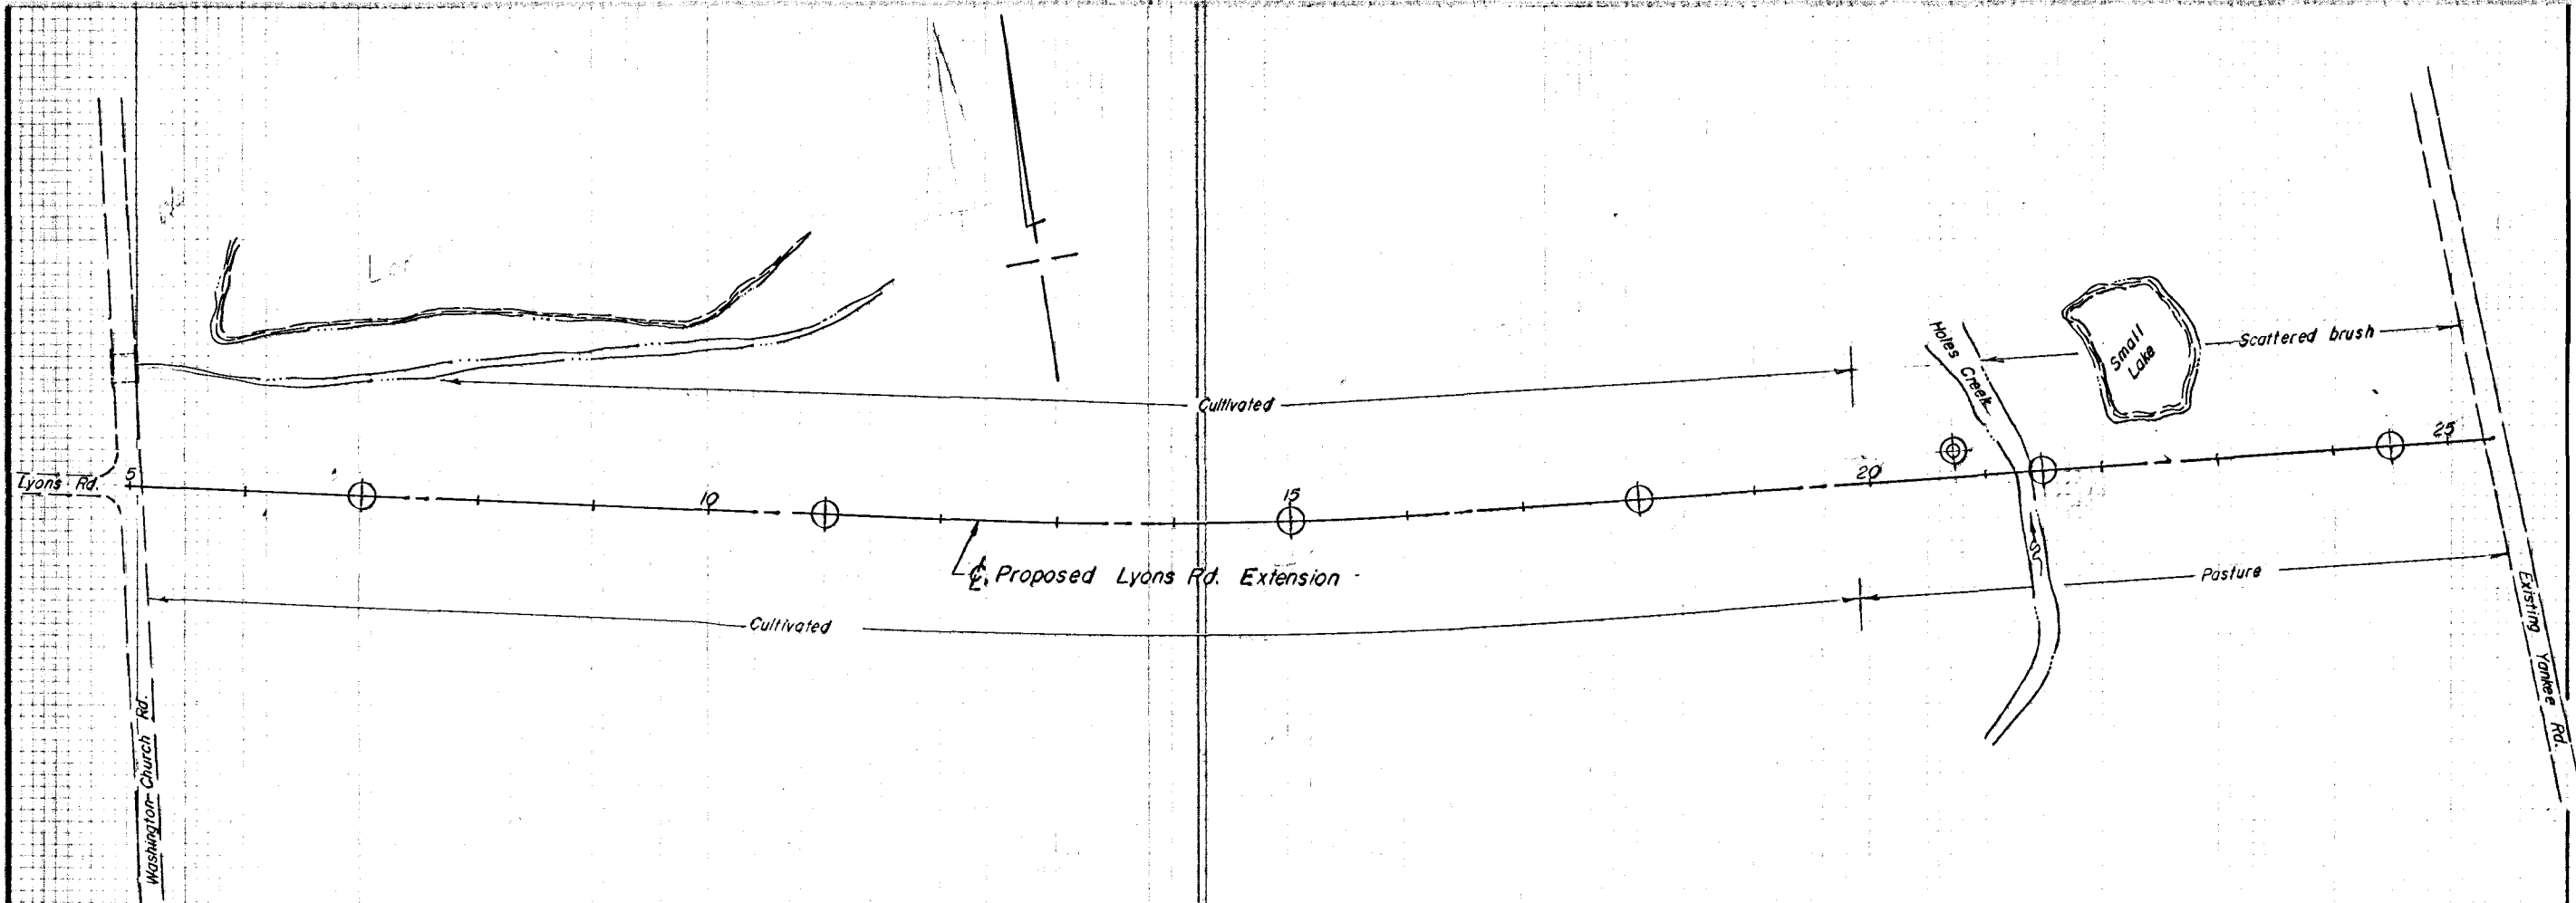 Lyons Rd.
5
10
15
20
25
Cultivated
Holes Creek
Small
Lake
Scattered brush
℄ Proposed Lyons Rd. Extension -
Cultivated
Pasture
Washington-Church Rd.
Existing Yankee Rd.